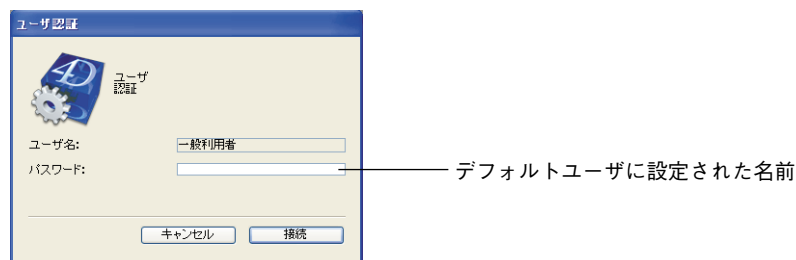 ユーザ認証
4D
ユーザ
認証
ユーザ名: 一般利用者
パスワード:
デフォルトユーザに設定された名前
キャンセル 接続